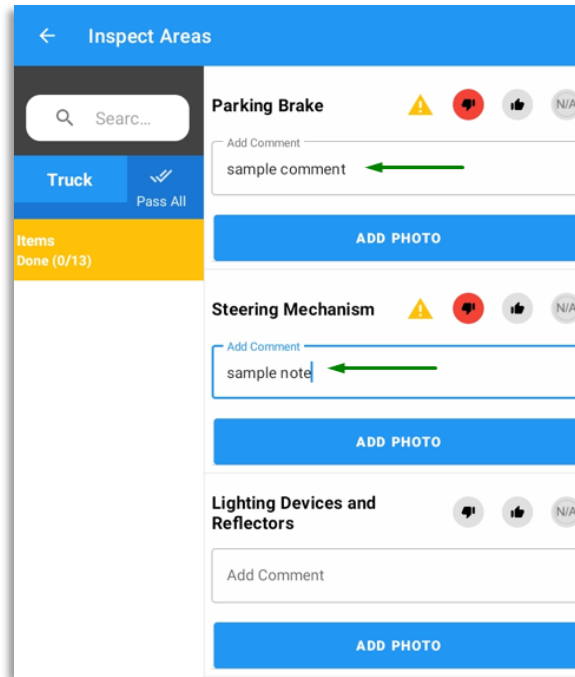 Inspect Areas
Searc...
Truck
Pass All
Items
Done (0/13)
Parking Brake
N/A
Add Comment
sample comment
ADD PHOTO
Steering Mechanism
N/A
Add Comment
sample note
ADD PHOTO
Lighting Devices and
Reflectors
N/A
Add Comment
ADD PHOTO